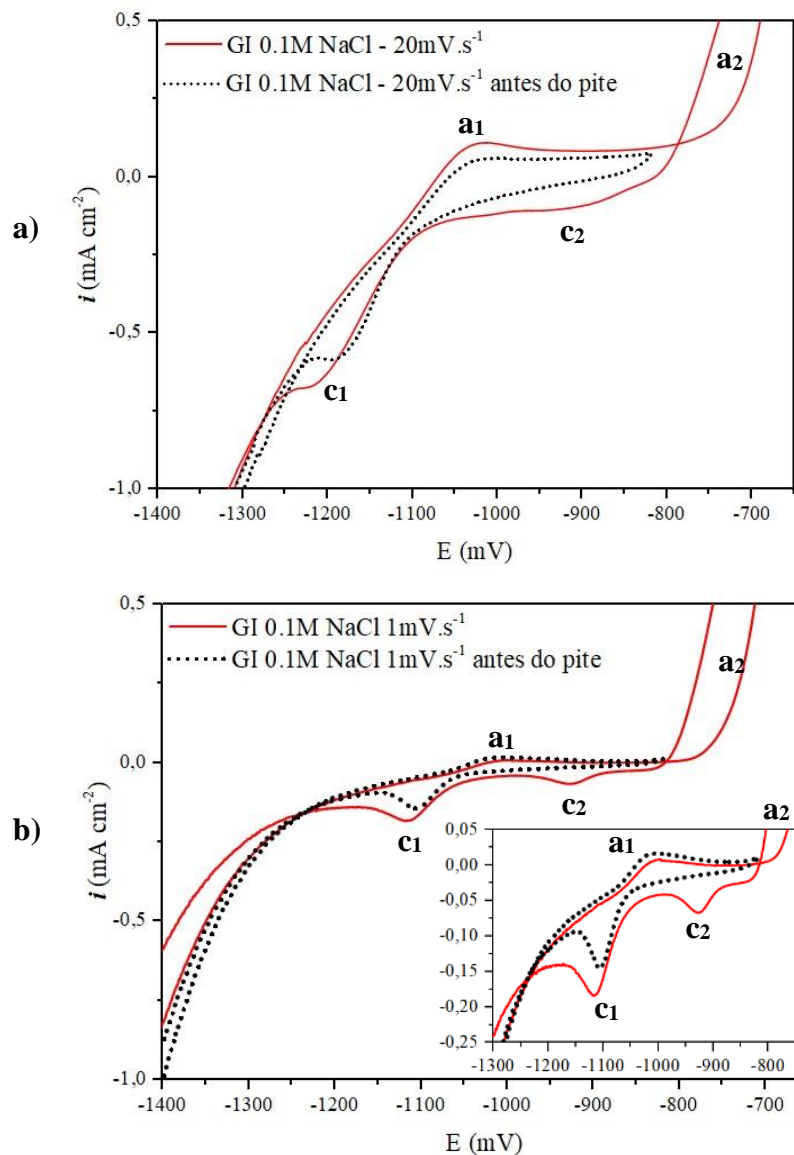 a)
GI 0.1M NaCl - 20mV.s⁻¹
GI 0.1M NaCl - 20mV.s⁻¹ antes do pite
a₁
a₂
c₁
c₂
0,5
0,0
-0,5
-1,0
i (mA cm⁻²)
-1400 -1300 -1200 -1100 -1000 -900 -800 -700
E (mV)
b)
GI 0.1M NaCl 1mV.s⁻¹
GI 0.1M NaCl 1mV.s⁻¹ antes do pite
a₁
a₂
c₁
c₂
0,5
0,0
-0,5
-1,0
i (mA cm⁻²)
-1400 -1300 -1200 -1100 -1000 -900 -800 -700
E (mV)
a₁
a₂
c₁
c₂
0,05
0,00
-0,05
-0,10
-0,15
-0,20
-0,25
-1300 -1200 -1100 -1000 -900 -800